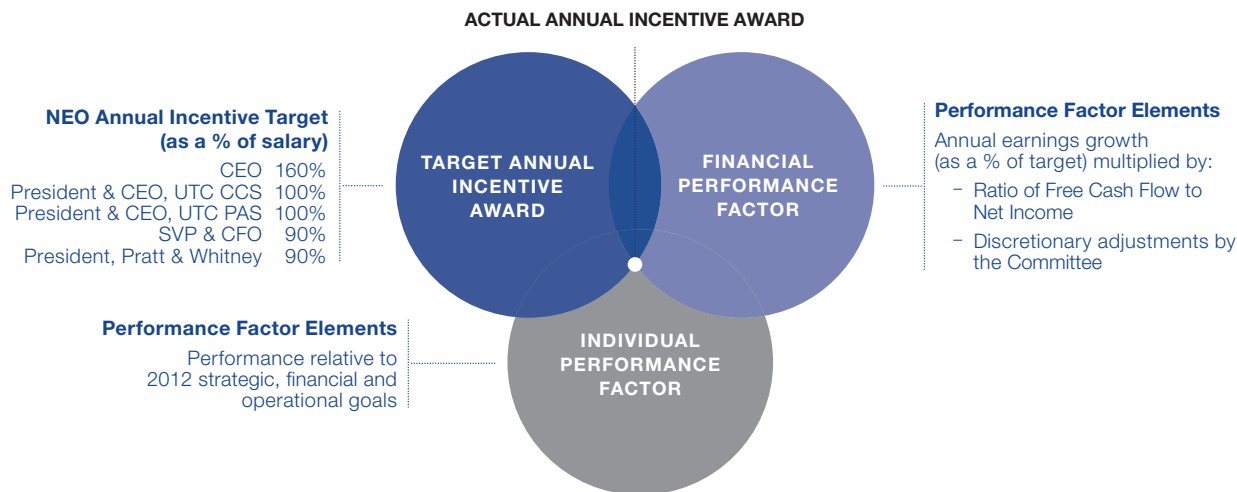 ACTUAL ANNUAL INCENTIVE AWARD
NEO Annual Incentive Target
(as a % of salary)
CEO 160%
President & CEO, UTC CCS 100%
President & CEO, UTC PAS 100%
SVP & CFO 90%
President, Pratt & Whitney 90%
TARGET ANNUAL
INCENTIVE
AWARD
FINANCIAL
PERFORMANCE
FACTOR
Performance Factor Elements
Annual earnings growth
(as a % of target) multiplied by:
– Ratio of Free Cash Flow to
Net Income
– Discretionary adjustments by
the Committee
Performance Factor Elements
Performance relative to
2012 strategic, financial and
operational goals
INDIVIDUAL
PERFORMANCE
FACTOR